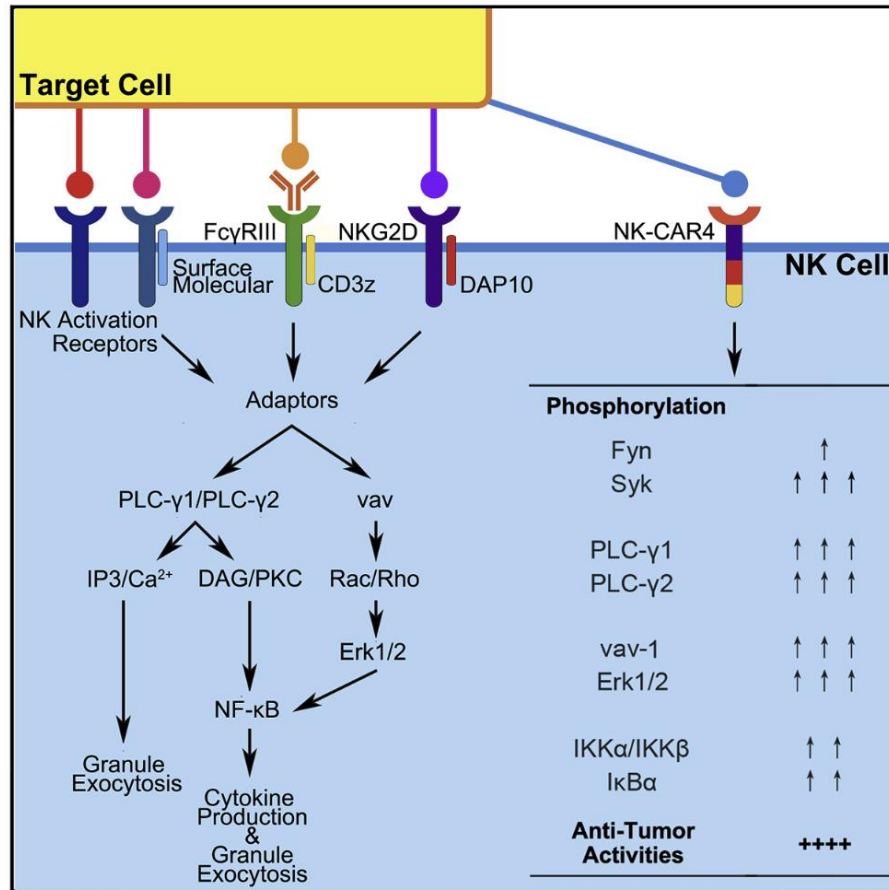 Target Cell
FcγRIII
NKG2D
NK-CAR4
NK Cell
Surface
Molecular
CD3z
DAP10
NK Activation
Receptors
Adaptors
PLC-γ1/PLC-γ2
vav
IP3/Ca²⁺
DAG/PKC
Rac/Rho
Erk1/2
NF-κB
Granule
Exocytosis
Cytokine
Production
&
Granule
Exocytosis
Phosphorylation
Fyn ↑
Syk ↑ ↑ ↑
PLC-γ1 ↑ ↑ ↑
PLC-γ2 ↑ ↑ ↑
vav-1 ↑ ↑ ↑
Erk1/2 ↑ ↑ ↑
IKKα/IKKβ ↑ ↑
IκBα ↑ ↑
Anti-Tumor
Activities ++++